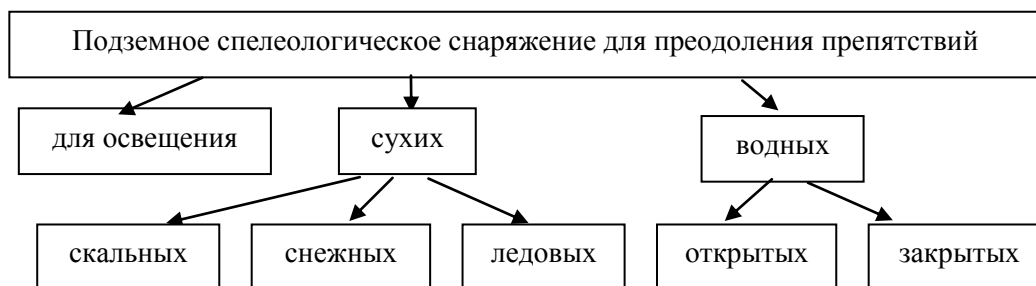 Подземное спелеологическое снаряжение для преодоления препятствий
для освещения
сухих
водных
скальных
снежных
ледовых
открытых
закрытых